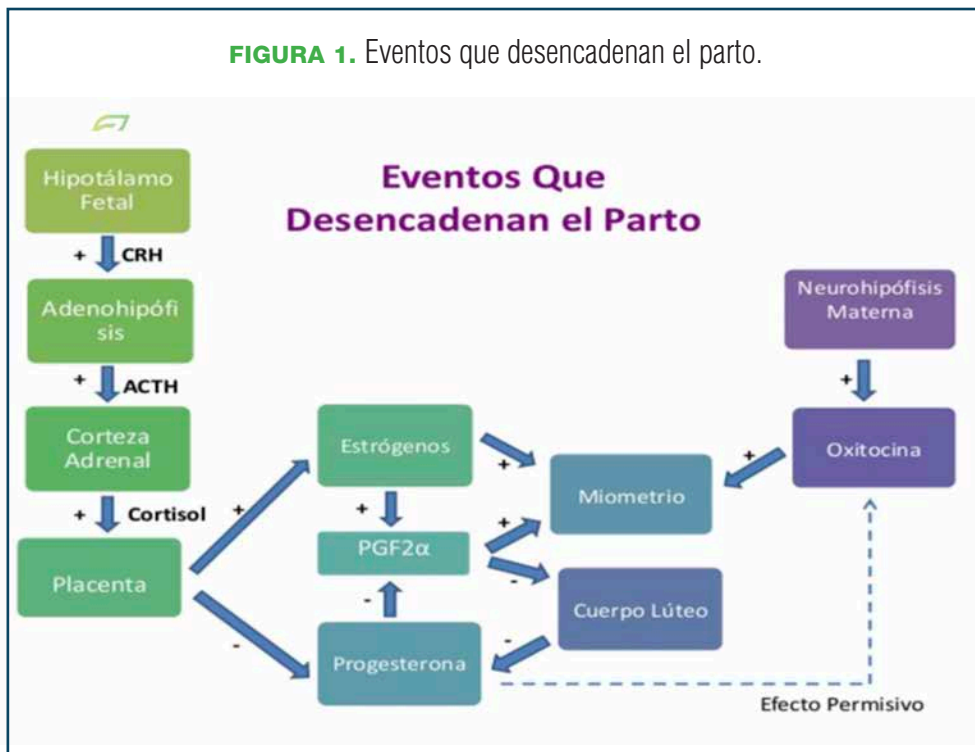 FIGURA 1. Eventos que desencadenan el parto.
Eventos Que
Desencadenan el Parto
Hipotálamo
Fetal
+ CRH
Adenohipófi
sis
+ ACTH
Corteza
Adrenal
+ Cortisol
Placenta
+
-
Estrógenos
+
+
PGF2α
+
-
-
Progesterona
Miometrio
Cuerpo Lúteo
-
Neurohipófisis
Materna
+
Oxitocina
+
Efecto Permisivo